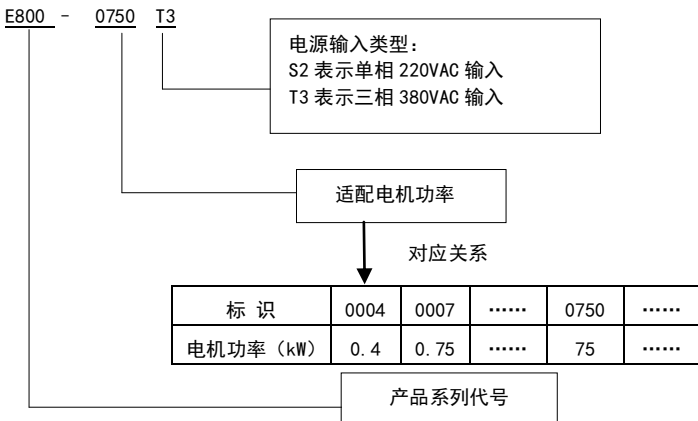 E800 - 0750 T3
电源输入类型：
S2 表示单相 220VAC 输入
T3 表示三相 380VAC 输入
适配电机功率
对应关系
标 识 0004 0007 …… 0750 ……
电机功率（kW） 0.4 0.75 …… 75 ……
产品系列代号